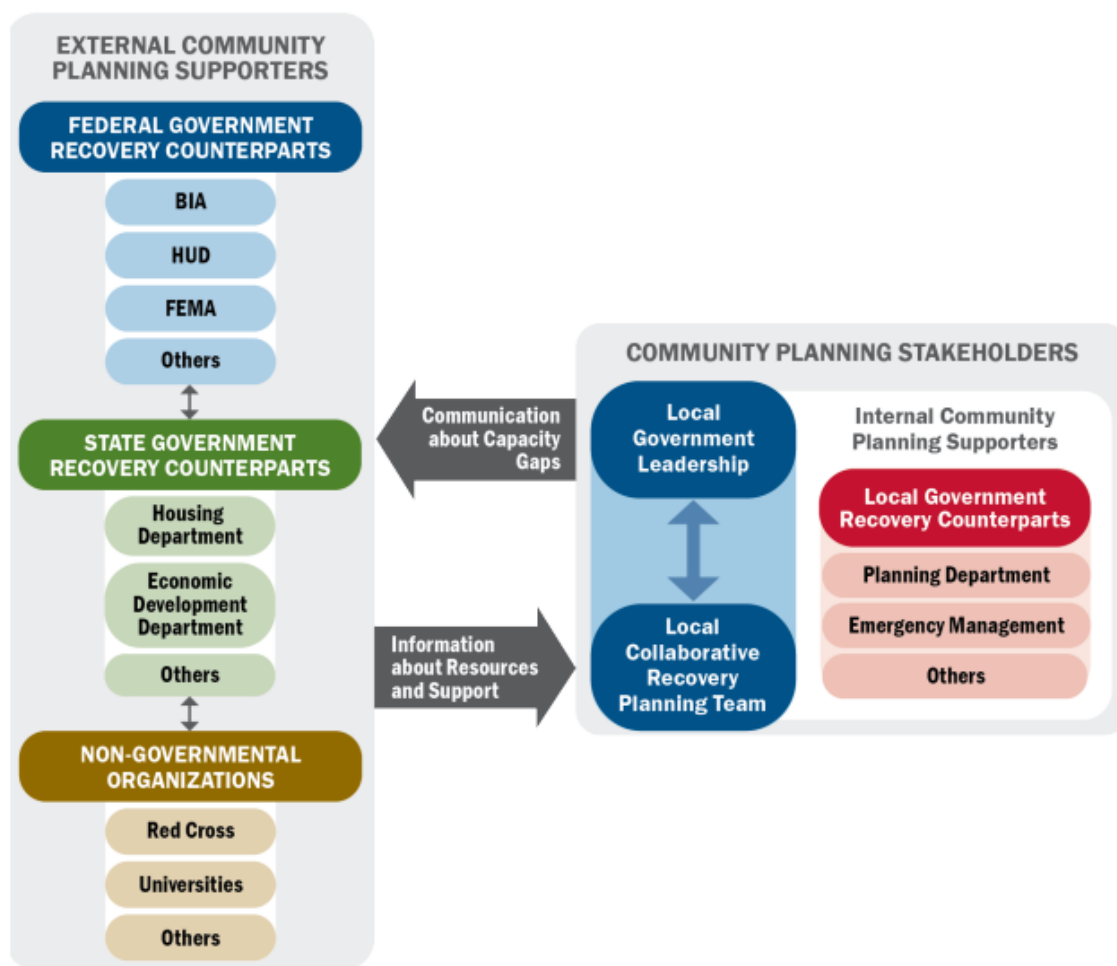 EXTERNAL COMMUNITY
PLANNING SUPPORTERS
FEDERAL GOVERNMENT
RECOVERY COUNTERPARTS
BIA
HUD
FEMA
Others
STATE GOVERNMENT
RECOVERY COUNTERPARTS
Housing
Department
Economic
Development
Department
Others
NON-GOVERNMENTAL
ORGANIZATIONS
Red Cross
Universities
Others
Communication
about Capacity
Gaps
Information
about Resources
and Support
COMMUNITY PLANNING STAKEHOLDERS
Local
Government
Leadership
Local
Collaborative
Recovery
Planning Team
Internal Community
Planning Supporters
Local Government
Recovery Counterparts
Planning Department
Emergency Management
Others